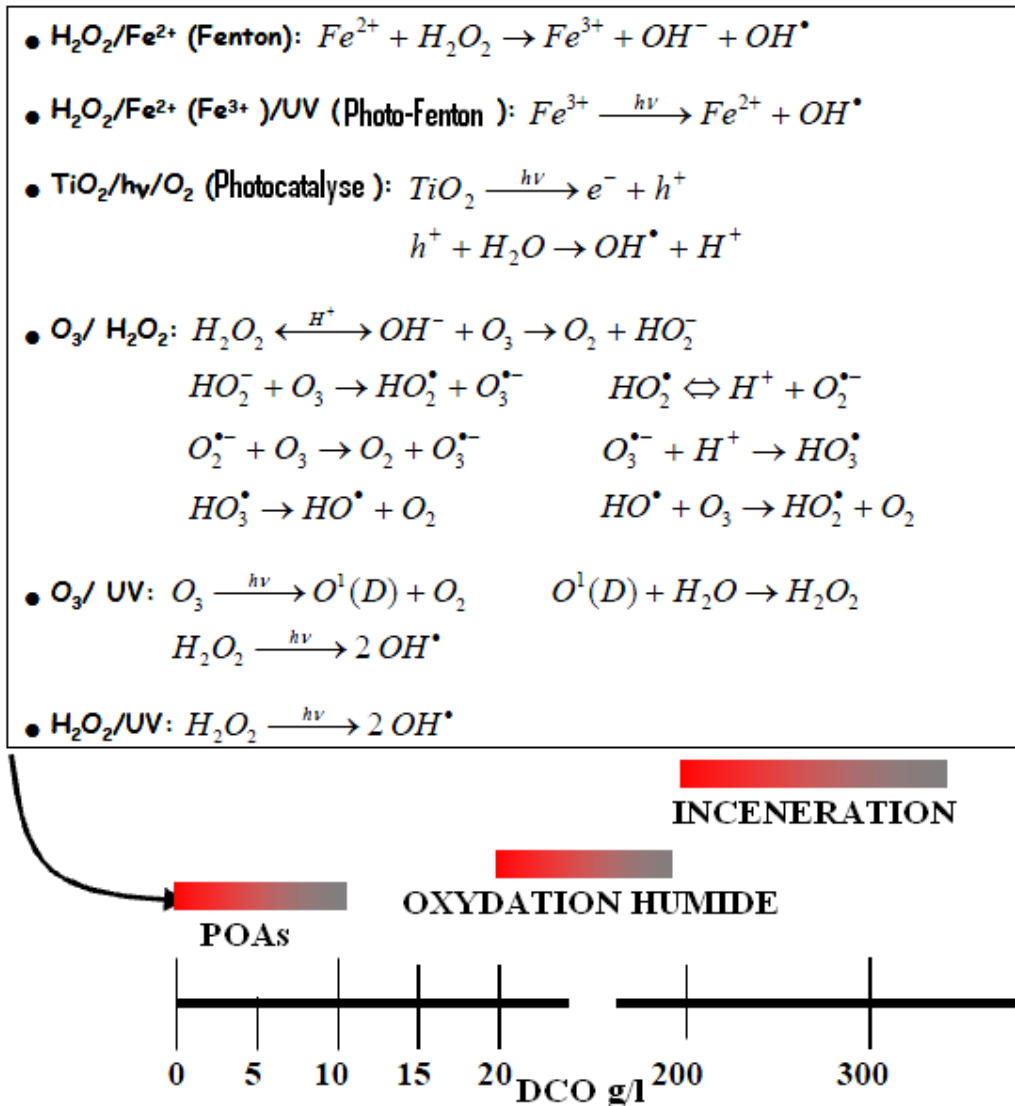 • H₂O₂/Fe²⁺ (Fenton): Fe²⁺ + H₂O₂ → Fe³⁺ + OH⁻ + OH•
• H₂O₂/Fe²⁺ (Fe³⁺ )/UV (Photo-Fenton ): Fe³⁺ —hν→ Fe²⁺ + OH•
• TiO₂/hν/O₂ (Photocatalyse ): TiO₂ —hν→ e⁻ + h⁺
h⁺ + H₂O → OH• + H⁺
• O₃/ H₂O₂: H₂O₂ ←H⁺→ OH⁻ + O₃ → O₂ + HO₂⁻
HO₂⁻ + O₃ → HO₂• + O₃•⁻ HO₂• ⇔ H⁺ + O₂•⁻
O₂•⁻ + O₃ → O₂ + O₃•⁻ O₃•⁻ + H⁺ → HO₃•
HO₃• → HO• + O₂ HO• + O₃ → HO₂• + O₂
• O₃/ UV: O₃ —hν→ O¹(D) + O₂ O¹(D) + H₂O → H₂O₂
H₂O₂ —hν→ 2 OH•
• H₂O₂/UV: H₂O₂ —hν→ 2 OH•
INCENERATION
OXYDATION HUMIDE
POAs
0 5 10 15 20 200 300
DCO g/l